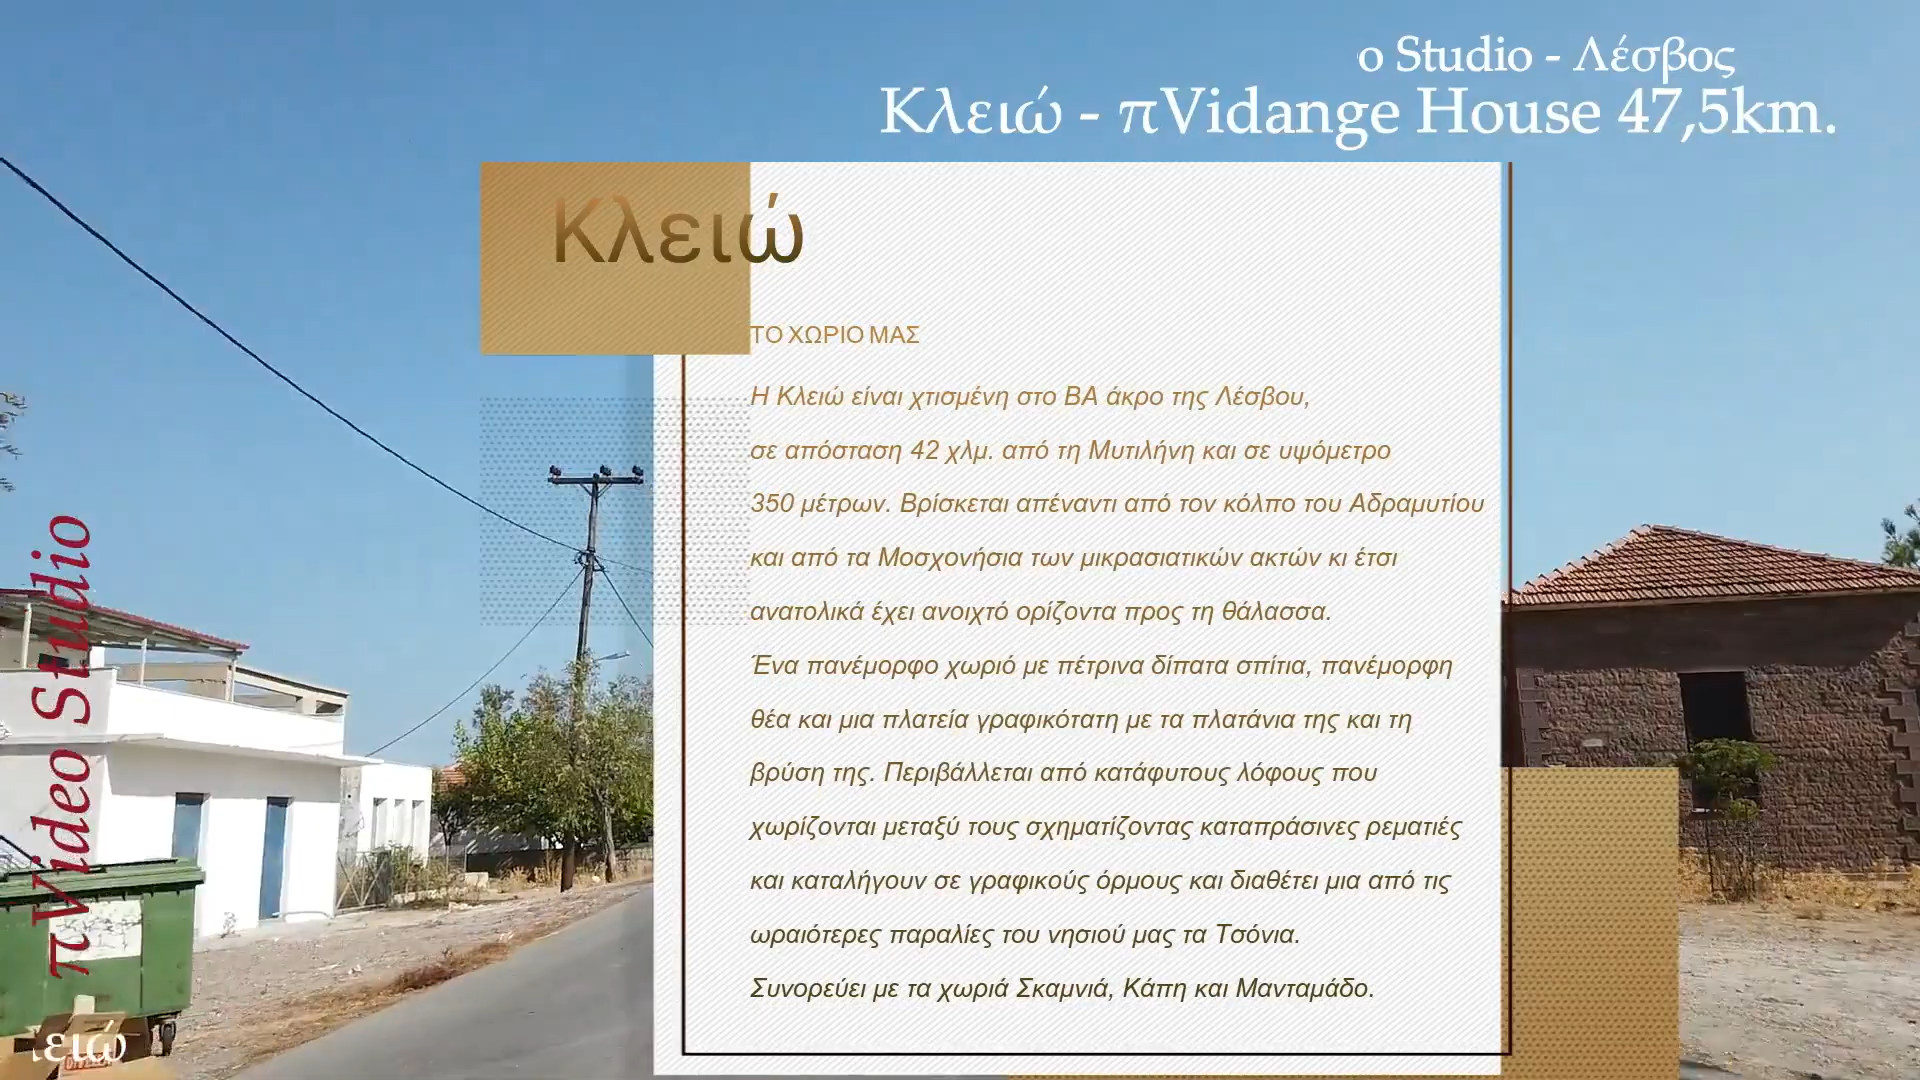 ο Studio - Λέσβος
Κλειώ - πVidange House 47,5km.
Κλειώ
ΤΟ ΧΩΡΙΟ ΜΑΣ
Η Κλειώ είναι χτισμένη στο ΒΑ άκρο της Λέσβου,
σε απόσταση 42 χλμ. από τη Μυτιλήνη και σε υψόμετρο
350 μέτρων. Βρίσκεται απέναντι από τον κόλπο του Αδραμυτίου
και από τα Μοσχονήσια των μικρασιατικών ακτών κι έτσι
ανατολικά έχει ανοιχτό ορίζοντα προς τη θάλασσα.
Ένα πανέμορφο χωριό με πέτρινα δίπατα σπίτια, πανέμορφη
θέα και μια πλατεία γραφικότατη με τα πλατάνια της και τη
βρύση της. Περιβάλλεται από κατάφυτους λόφους που
χωρίζονται μεταξύ τους σχηματίζοντας καταπράσινες ρεματιές
και καταλήγουν σε γραφικούς όρμους και διαθέτει μια από τις
ωραιότερες παραλίες του νησιού μας τα Τσόνια.
Συνορεύει με τα χωριά Σκαμνιά, Κάπη και Μανταμάδο.
πVideo Studio
ειώ